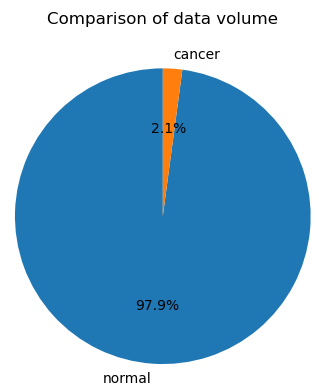 Comparison of data volume
cancer
2.1%
97.9%
normal